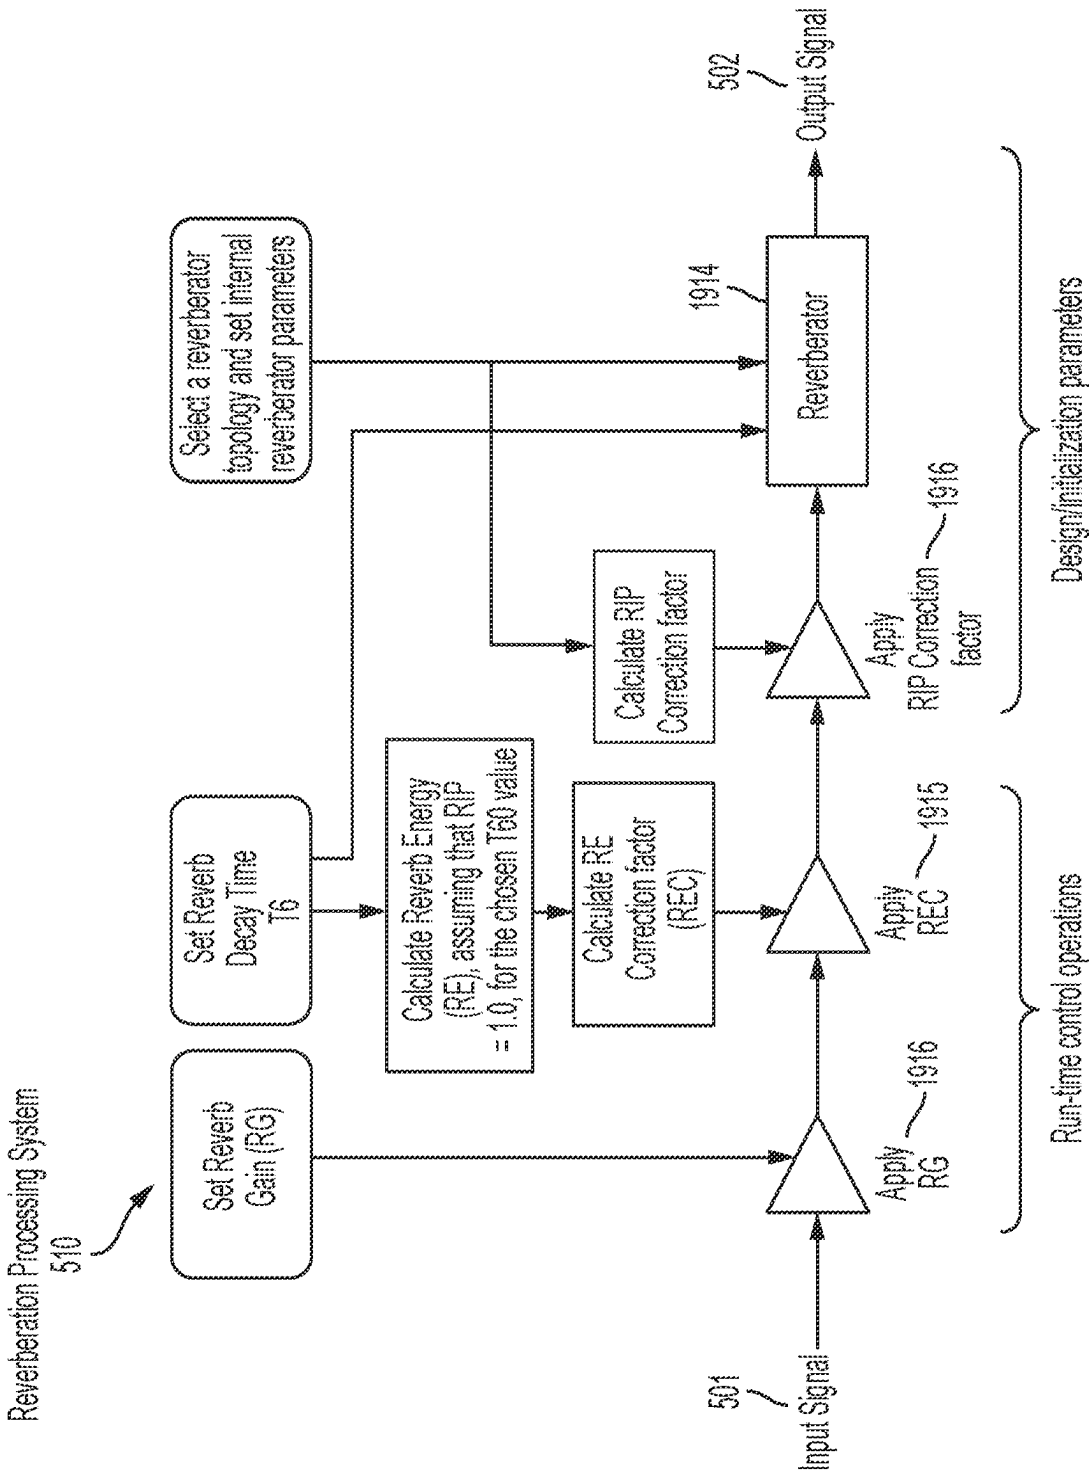 Reverberation Processing System
510
Set Reverb
Gain (RG)
Set Reverb
Decay Time
T6
Select a reverberator
topology and set internal
reverberator parameters
Calculate Reverb Energy
(RE), assuming that RIP
= 1.0, for the chosen T60 value
Calculate RE
Correction factor
(REC)
Calculate RIP
Correction factor
501
Input Signal
Apply
RG
1916
Apply
REC
1915
Apply
RIP Correction
factor
1916
Reverberator
1914
502
Output Signal
Run-time control operations
Design/initialization parameters